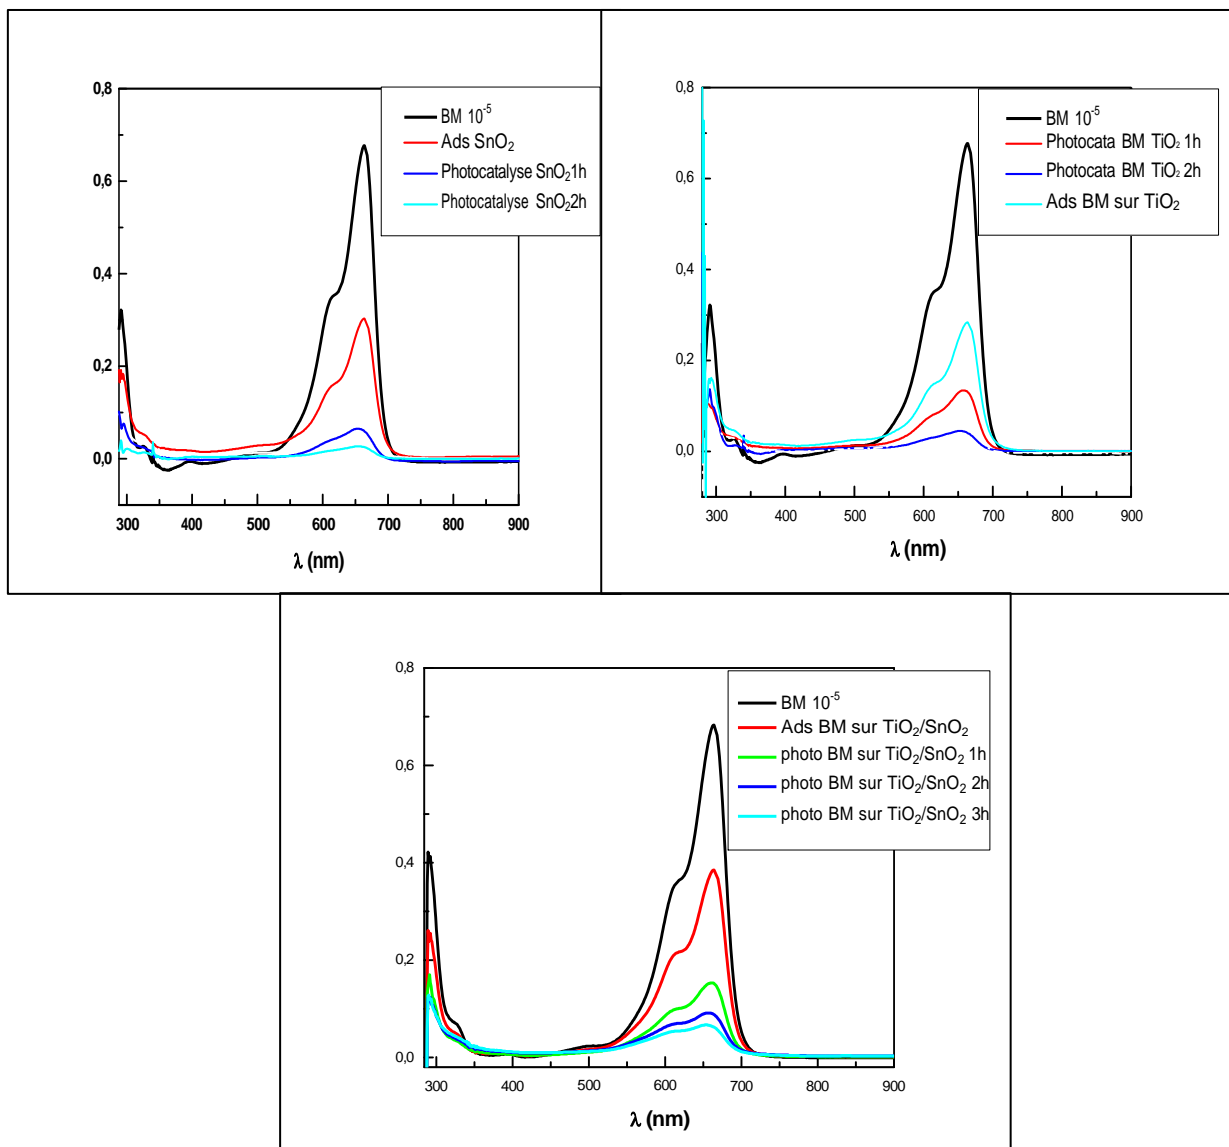 0,8
0,6
0,4
0,2
0,0
BM 10⁻⁵
Ads SnO₂
Photocatalyse SnO₂1h
Photocatalyse SnO₂2h
300 400 500 600 700 800 900
λ (nm)
0,8
0,6
0,4
0,2
0,0
BM 10⁻⁵
Photocata BM TiO₂ 1h
Photocata BM TiO₂ 2h
Ads BM sur TiO₂
300 400 500 600 700 800 900
λ (nm)
0,8
0,6
0,4
0,2
0,0
BM 10⁻⁵
Ads BM sur TiO₂/SnO₂
photo BM sur TiO₂/SnO₂ 1h
photo BM sur TiO₂/SnO₂ 2h
photo BM sur TiO₂/SnO₂ 3h
300 400 500 600 700 800 900
λ (nm)